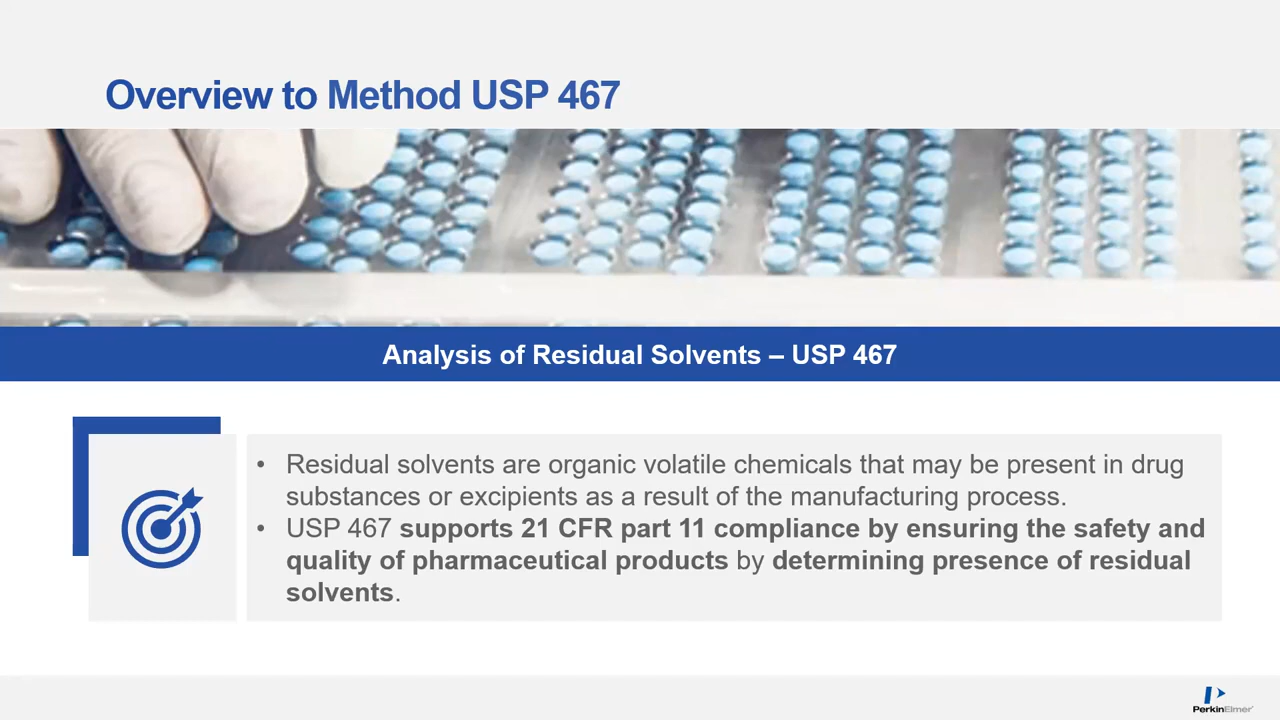 Overview to Method USP 467
Analysis of Residual Solvents – USP 467
• Residual solvents are organic volatile chemicals that may be present in drug
substances or excipients as a result of the manufacturing process.
• USP 467 supports 21 CFR part 11 compliance by ensuring the safety and
quality of pharmaceutical products by determining presence of residual
solvents.
PerkinElmer